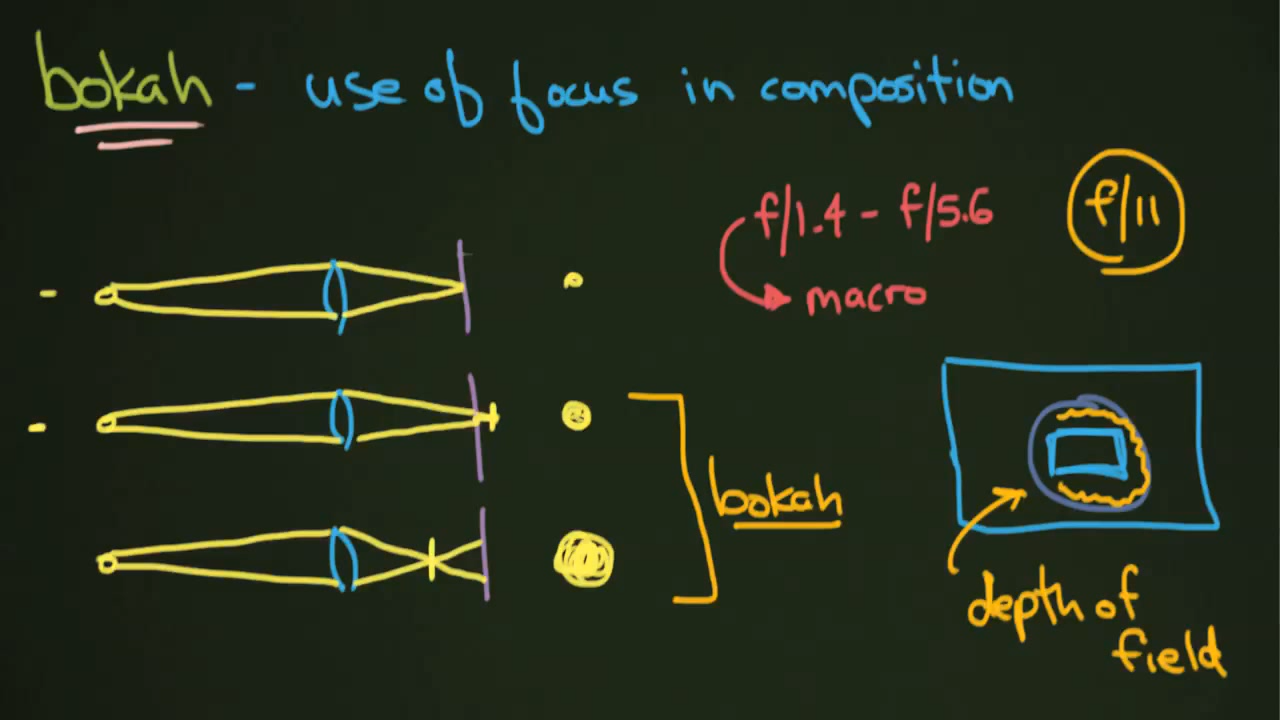 bokah - use of focus in composition
f/1.4 - f/5.6
f/11
macro
bokah
depth of
field